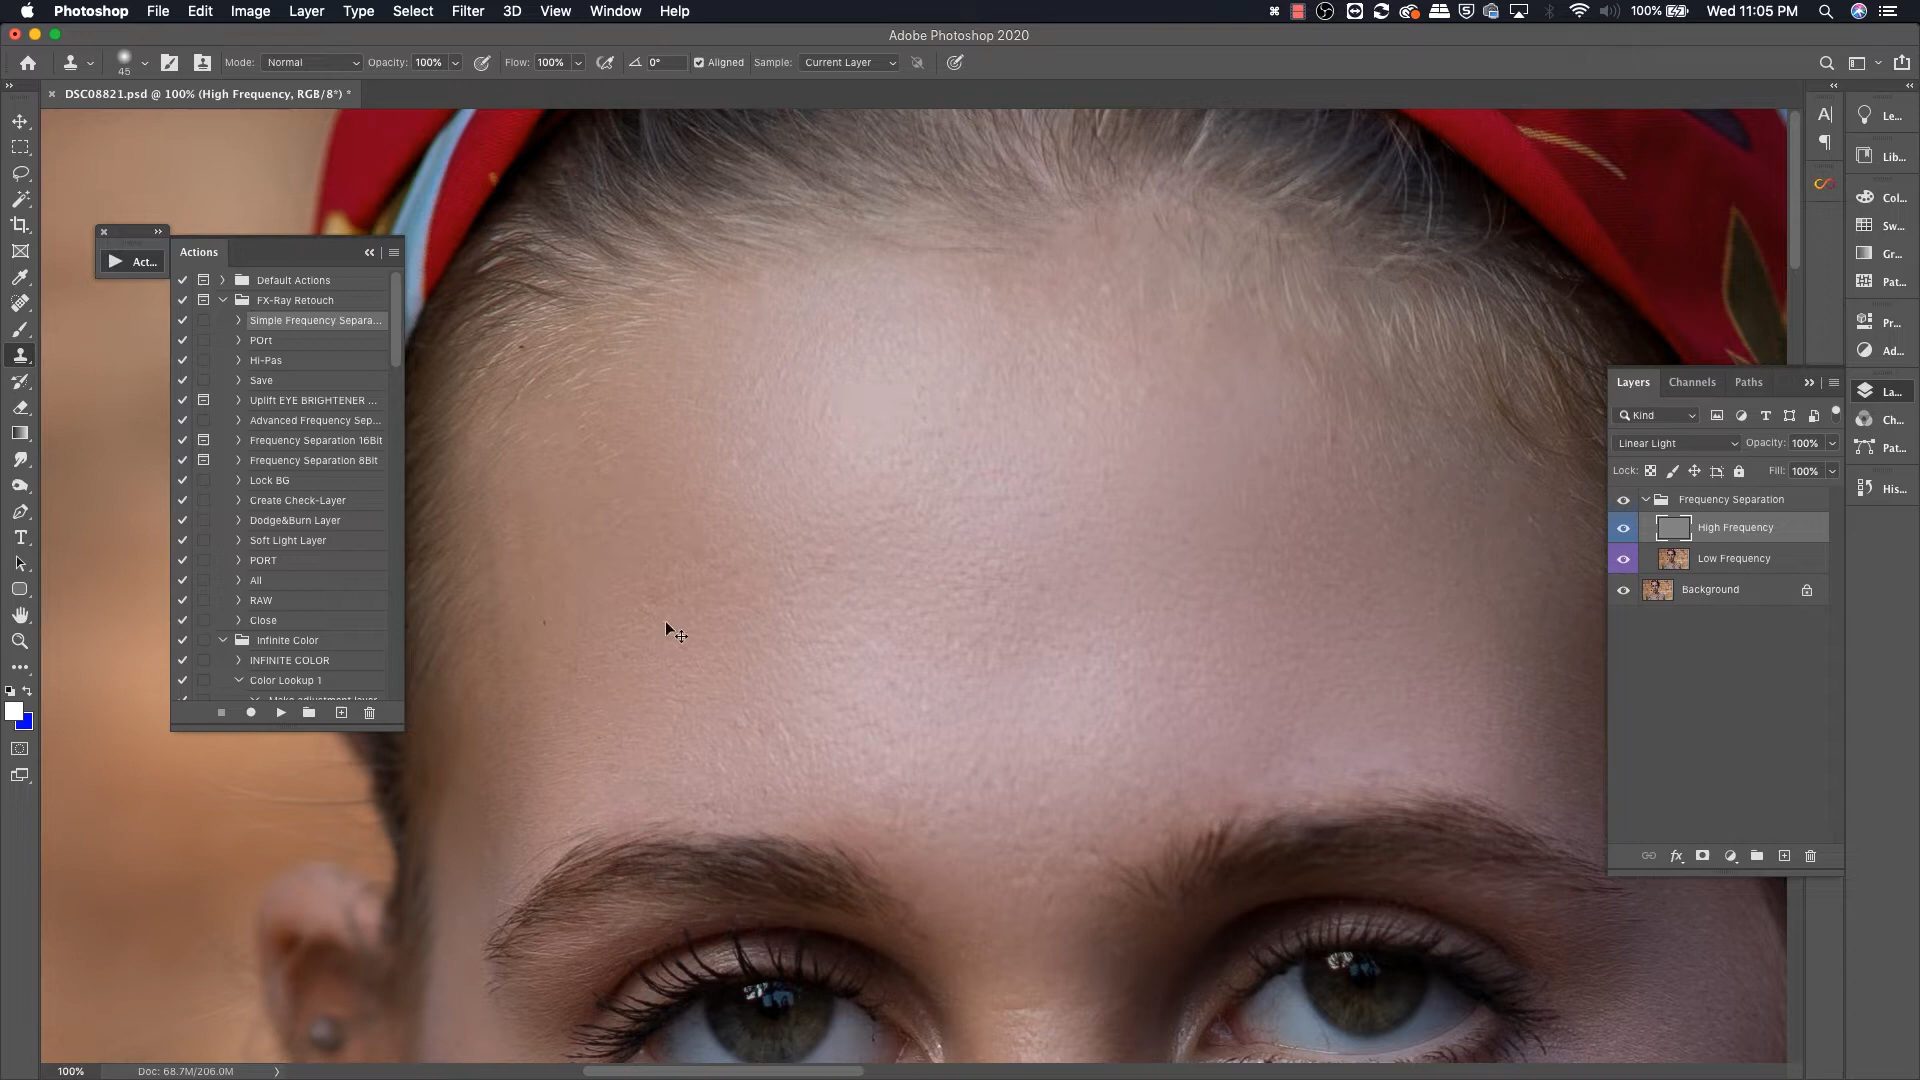 Photoshop File Edit Image Layer Type Select Filter 3D View Window Help 100% Wed 11:05 PM
Adobe Photoshop 2020
45 Mode: Normal Opacity: 100% Flow: 100% 0° Aligned Sample: Current Layer
DSC08821.psd @ 100% (High Frequency, RGB/8*) *
Act...
Actions
Default Actions
FX-Ray Retouch
Simple Frequency Separa...
POrt
Hi-Pas
Save
Uplift EYE BRIGHTENER ...
Advanced Frequency Sep...
Frequency Separation 16Bit
Frequency Separation 8Bit
Lock BG
Create Check-Layer
Dodge&Burn Layer
Soft Light Layer
PORT
All
RAW
Close
Infinite Color
INFINITE COLOR
Color Lookup 1
Make adjustment layer
Le...
Lib...
Col...
Sw...
Gr...
Pat...
Pr...
Ad...
La...
Ch...
Pat...
His...
Layers Channels Paths
Kind
Linear Light Opacity: 100%
Lock: Fill: 100%
Frequency Separation
High Frequency
Low Frequency
Background
100% Doc: 68.7M/206.0M